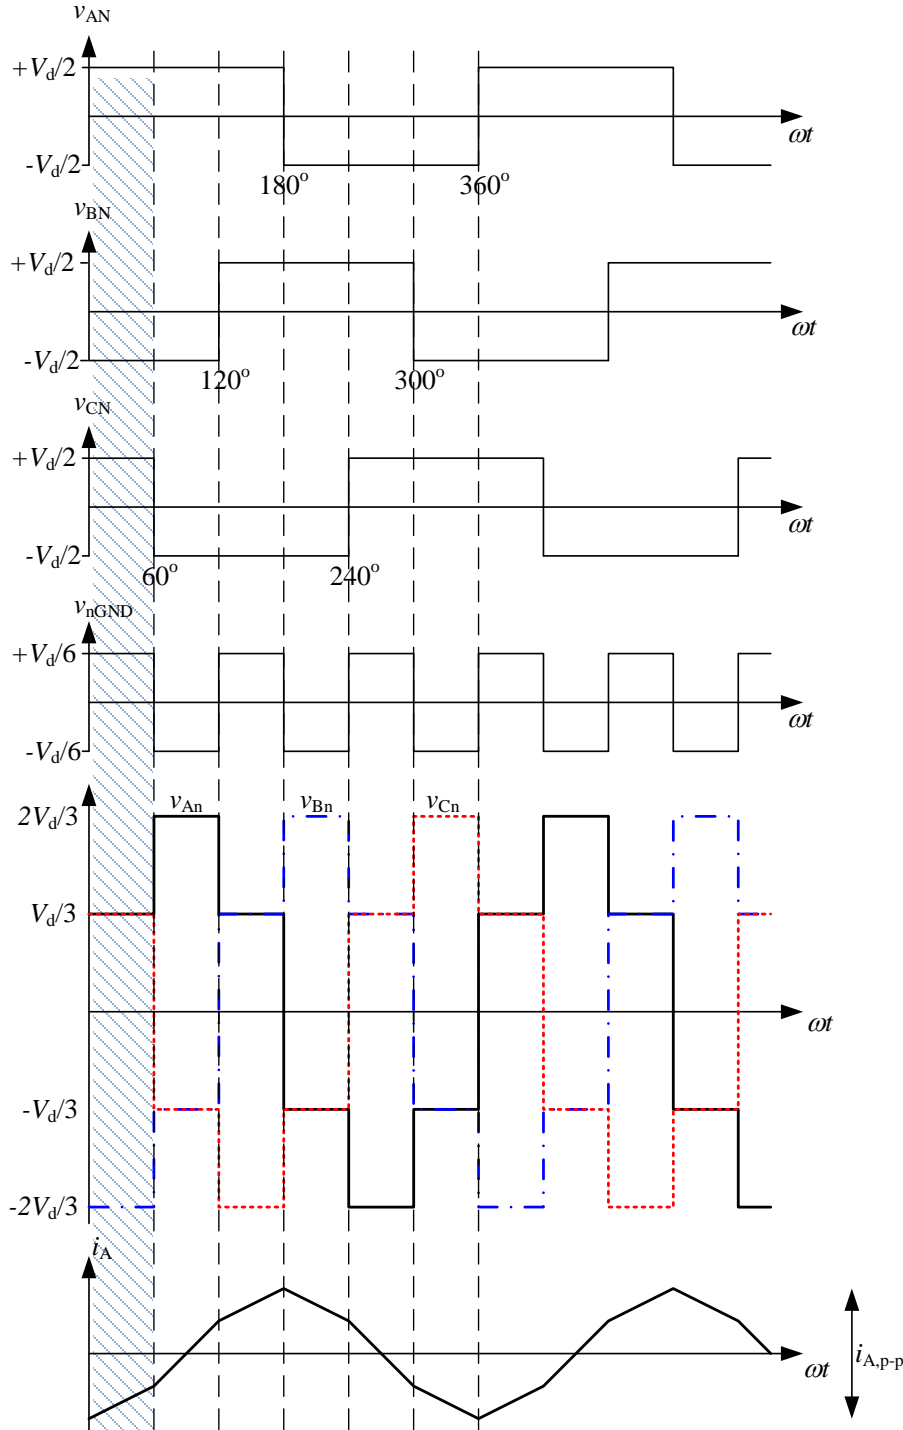 vAN
+Vd/2
ωt
-Vd/2
180º
360º
vBN
+Vd/2
ωt
-Vd/2
120º
300º
vCN
+Vd/2
ωt
-Vd/2
60º
240º
vnGND
+Vd/6
ωt
-Vd/6
vAn
vBn
vCn
2Vd/3
Vd/3
ωt
-Vd/3
-2Vd/3
iA
iA,p-p
ωt